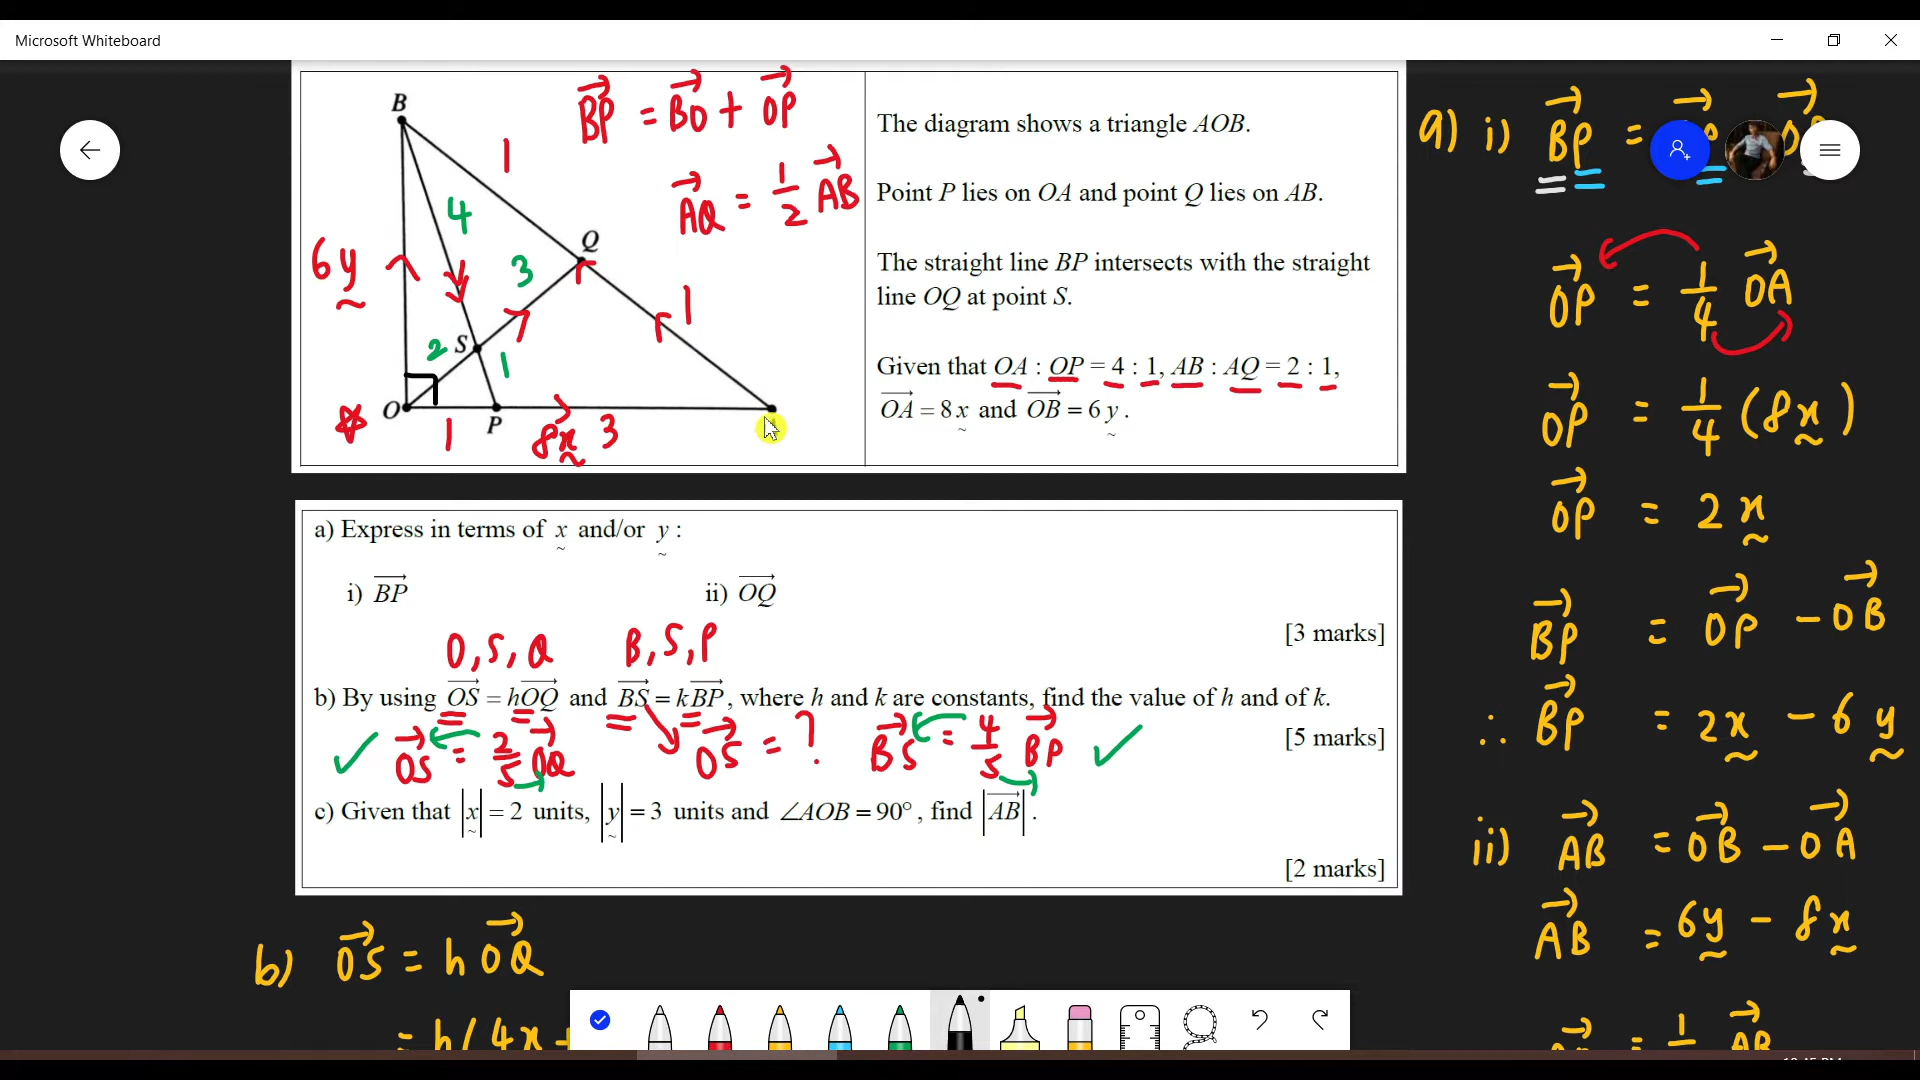 Microsoft Whiteboard
B
Q
S
O
P
6y
4
3
2
1
1
1
1
8x 3
BP = BO + OP
AQ = 1/2 AB
The diagram shows a triangle AOB.
Point P lies on OA and point Q lies on AB.
The straight line BP intersects with the straight
line OQ at point S.
Given that OA : OP = 4 : 1, AB : AQ = 2 : 1,
OA = 8x and OB = 6y.
a) Express in terms of x and/or y :
i) BP ii) OQ
[3 marks]
O, S, Q B, S, P
b) By using OS = hOQ and BS = kBP, where h and k are constants, find the value of h and of k.
[5 marks]
OS = 2/5 OQ OS = ? BS = 4/5 BP
c) Given that |x| = 2 units, |y| = 3 units and ∠AOB = 90°, find |AB|.
[2 marks]
b) OS = h OQ
= h(4x +
a) i) BP =
OP = 1/4 OA
OP = 1/4 (8x)
OP = 2x
BP = OP - OB
∴ BP = 2x - 6y
ii) AB = OB - OA
AB = 6y - 8x
= 1/ AB